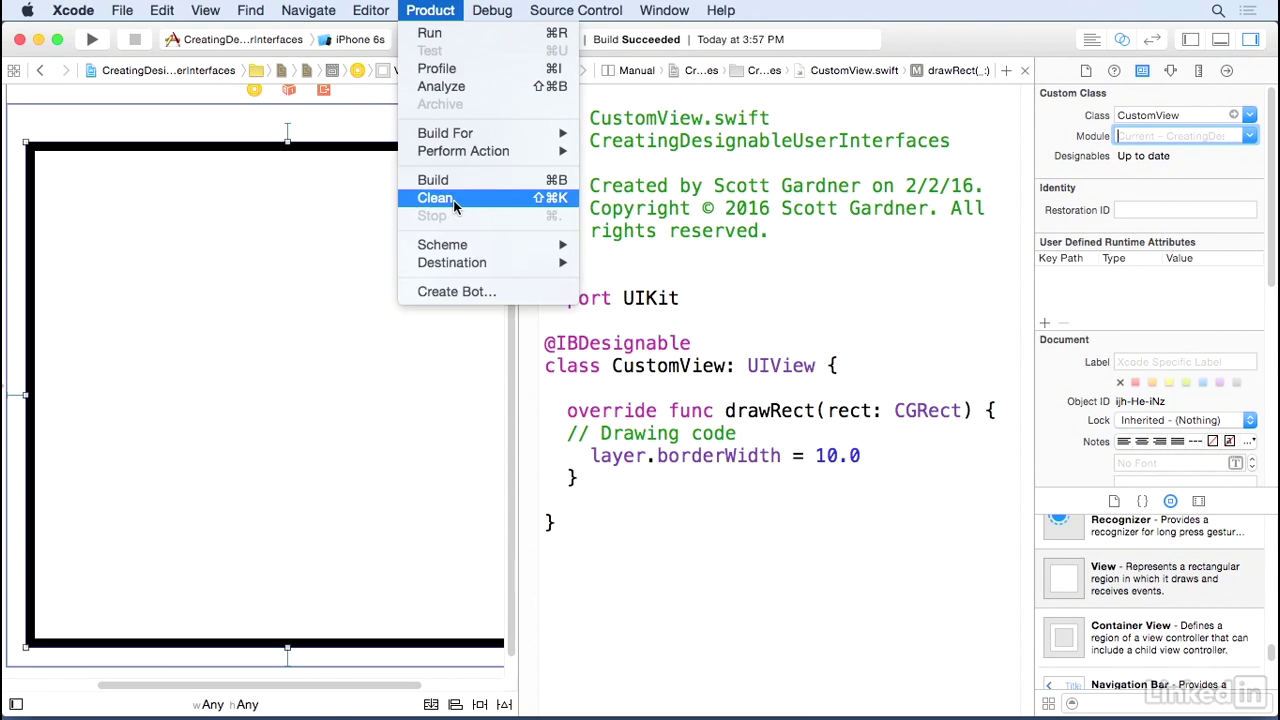 Xcode File Edit View Find Navigate Editor Product Debug Source Control Window Help
CreatingDe...rInterfaces iPhone 6s
Build Succeeded | Today at 3:57 PM
CreatingDesi...erInterfaces
Manual Cr...es Cr...es CustomView.swift drawRect(_:)
Run ⌘R
Test ⌘U
Profile ⌘I
Analyze ⇧⌘B
Archive
Build For
Perform Action
Build ⌘B
Clean ⇧⌘K
Stop ⌘.
Scheme
Destination
Create Bot...
CustomView.swift
CreatingDesignableUserInterfaces
Created by Scott Gardner on 2/2/16.
Copyright © 2016 Scott Gardner. All
rights reserved.
port UIKit
@IBDesignable
class CustomView: UIView {
override func drawRect(rect: CGRect) {
// Drawing code
layer.borderWidth = 10.0
}
}
wAny hAny
Custom Class
Class CustomView
Module Current – CreatingDes
Designables Up to date
Identity
Restoration ID
User Defined Runtime Attributes
Key Path Type Value
Document
Label Xcode Specific Label
Object ID ijh-He-iNz
Lock Inherited - (Nothing)
Notes
No Font
Recognizer - Provides a
recognizer for long press gestur...
View - Represents a rectangular
region in which it draws and
receives events.
Container View - Defines a
region of a view controller that can
include a child view controller.
Title Navigation Bar - Provides a
LinkedIn